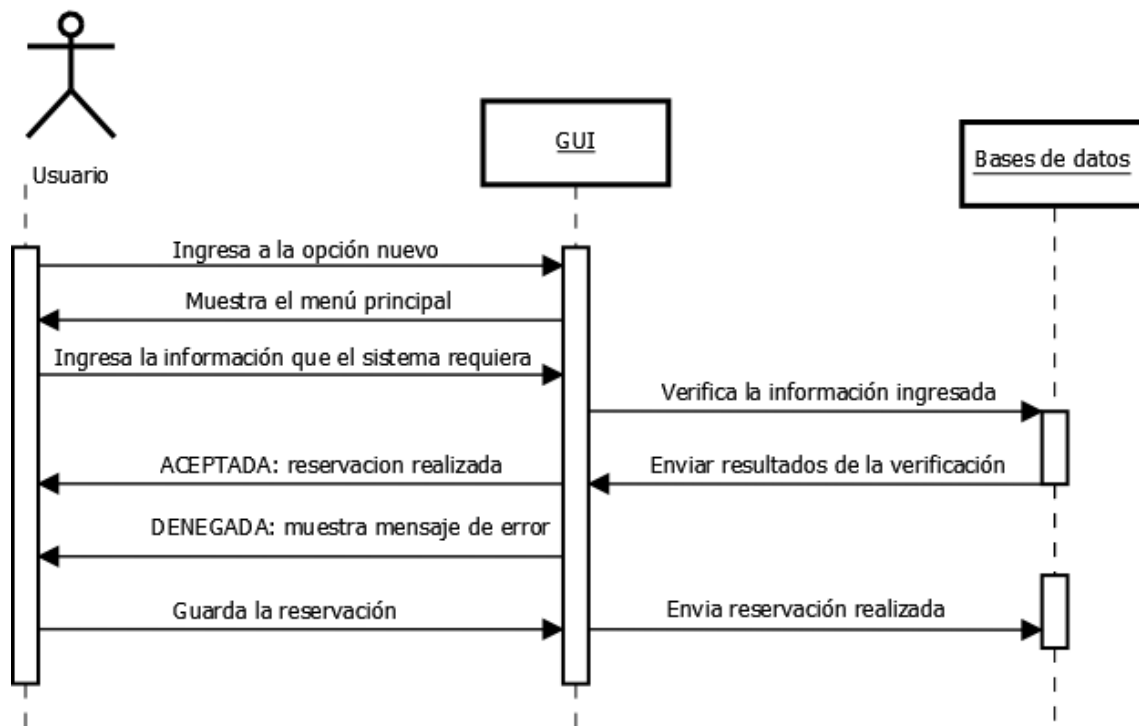 GUI
Bases de datos
Usuario
Ingresa a la opción nuevo
Muestra el menú principal
Ingresa la información que el sistema requiera
Verifica la información ingresada
ACEPTADA: reservacion realizada
Enviar resultados de la verificación
DENEGADA: muestra mensaje de error
Guarda la reservación
Envia reservación realizada